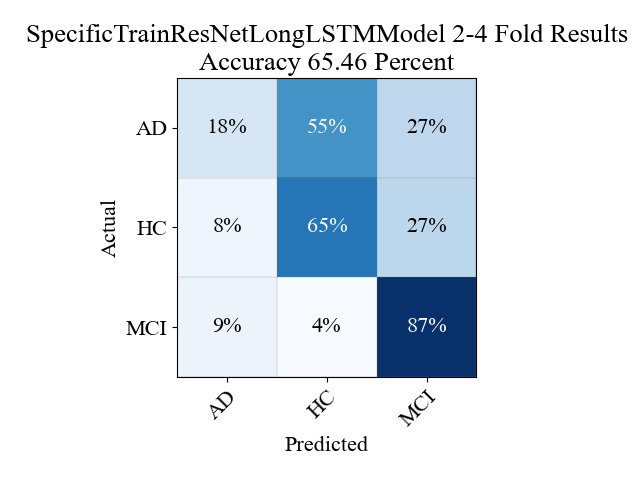 SpecificTrainResNetLongLSTMModel 2-4 Fold Results
Accuracy 65.46 Percent
AD 18% 55% 27%
Actual
HC 8% 65% 27%
MCI 9% 4% 87%
AD HC MCI
Predicted